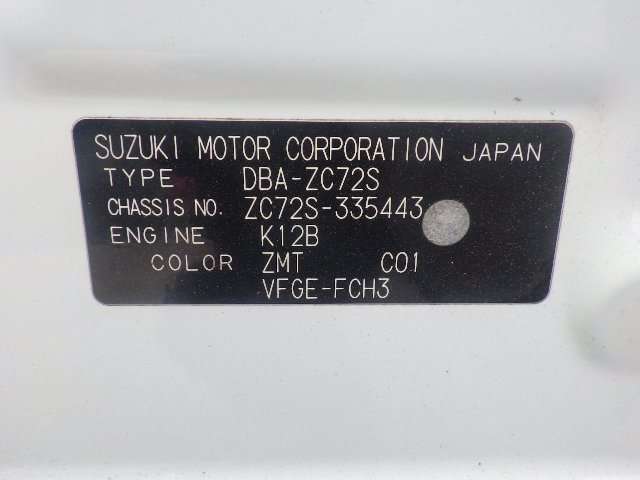 SUZUKI MOTOR CORPORATION JAPAN
TYPE DBA-ZC72S
CHASSIS NO. ZC72S-335443
ENGINE K12B
COLOR ZMT C01
VFGE-FCH3